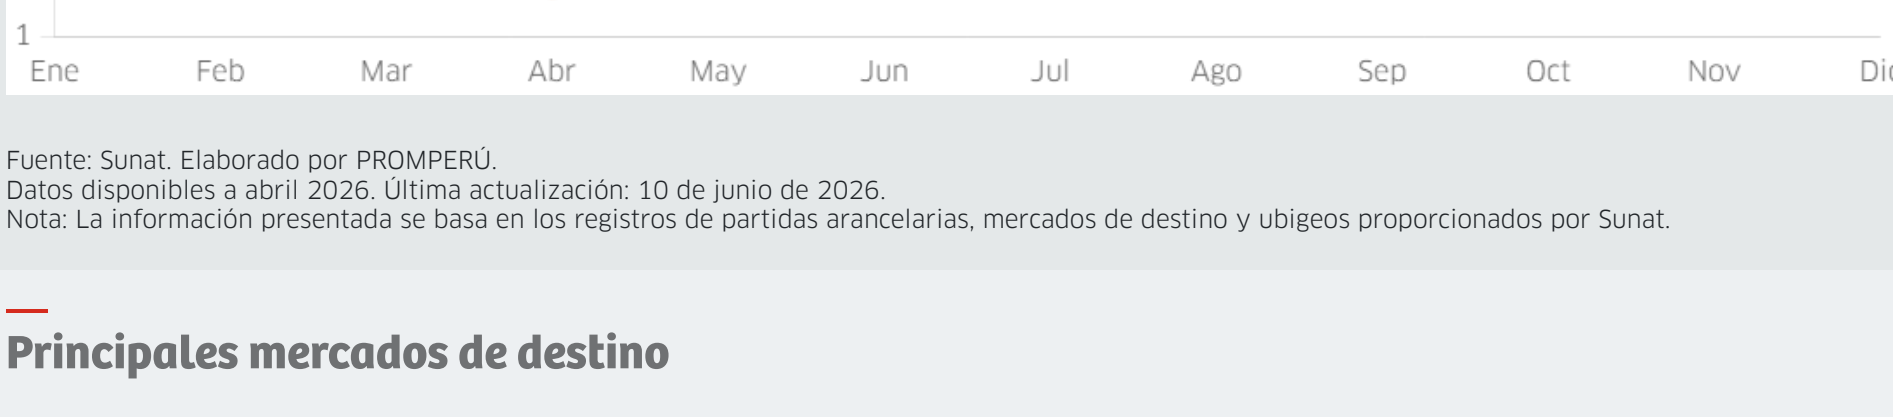 1
Ene Feb Mar Abr May Jun Jul Ago Sep Oct Nov
Fuente: Sunat. Elaborado por PROMPERÚ.
Datos disponibles a abril 2026. Última actualización: 10 de junio de 2026.
Nota: La información presentada se basa en los registros de partidas arancelarias, mercados de destino y ubigeos proporcionados por Sunat.
Principales mercados de destino